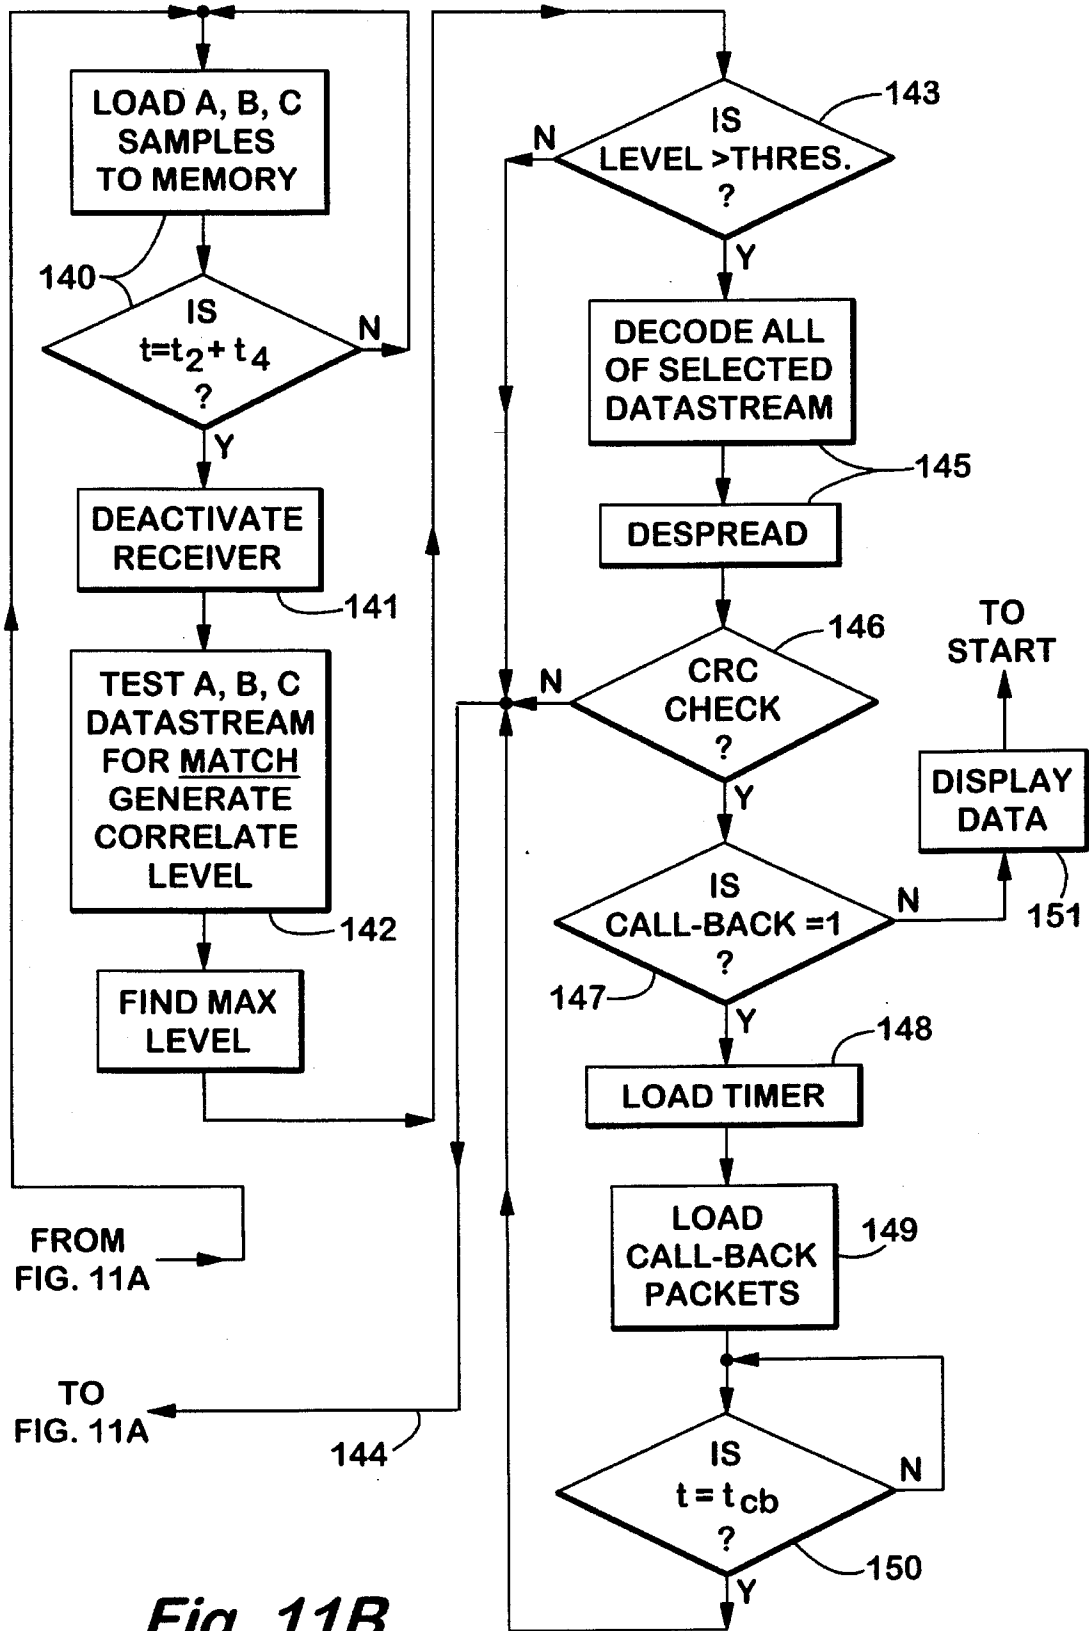 LOAD A, B, C
SAMPLES
TO MEMORY
140
IS
t=t2+ t4
?
N
Y
DEACTIVATE
RECEIVER
141
TEST A, B, C
DATASTREAM
FOR MATCH
GENERATE
CORRELATE
LEVEL
142
FIND MAX
LEVEL
FROM
FIG. 11A
TO
FIG. 11A
144
143
IS
LEVEL >THRES.
?
N
Y
DECODE ALL
OF SELECTED
DATASTREAM
145
DESPREAD
146
CRC
CHECK
?
N
Y
IS
CALL-BACK =1
?
N
147
Y
TO
START
DISPLAY
DATA
151
148
LOAD TIMER
LOAD
CALL-BACK
PACKETS
149
IS
t = tcb
?
N
150
Y
Fig. 11B